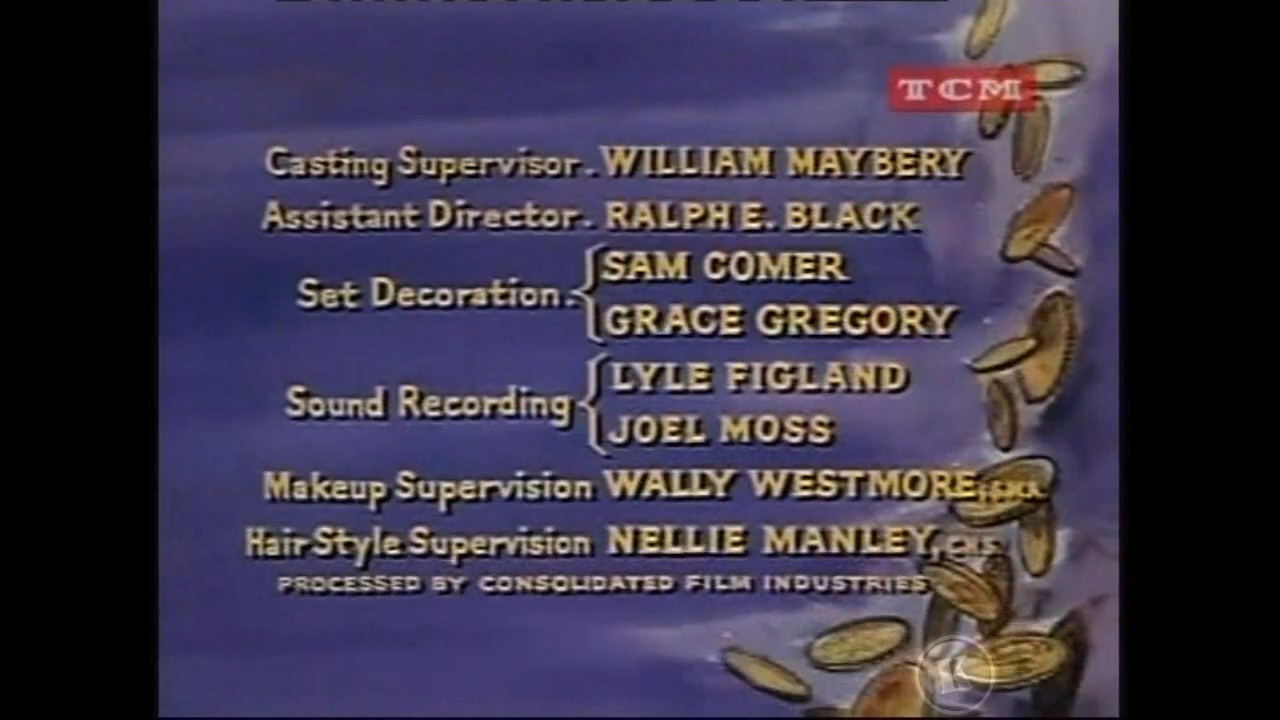 TCM
Casting Supervisor. WILLIAM MAYBERY
Assistant Director. RALPH E. BLACK
Set Decoration. SAM COMER
GRACE GREGORY
Sound Recording LYLE FIGLAND
JOEL MOSS
Makeup Supervision WALLY WESTMORE,
Hair Style Supervision NELLIE MANLEY, C.H.S.
PROCESSED BY CONSOLIDATED FILM INDUSTRIES
K